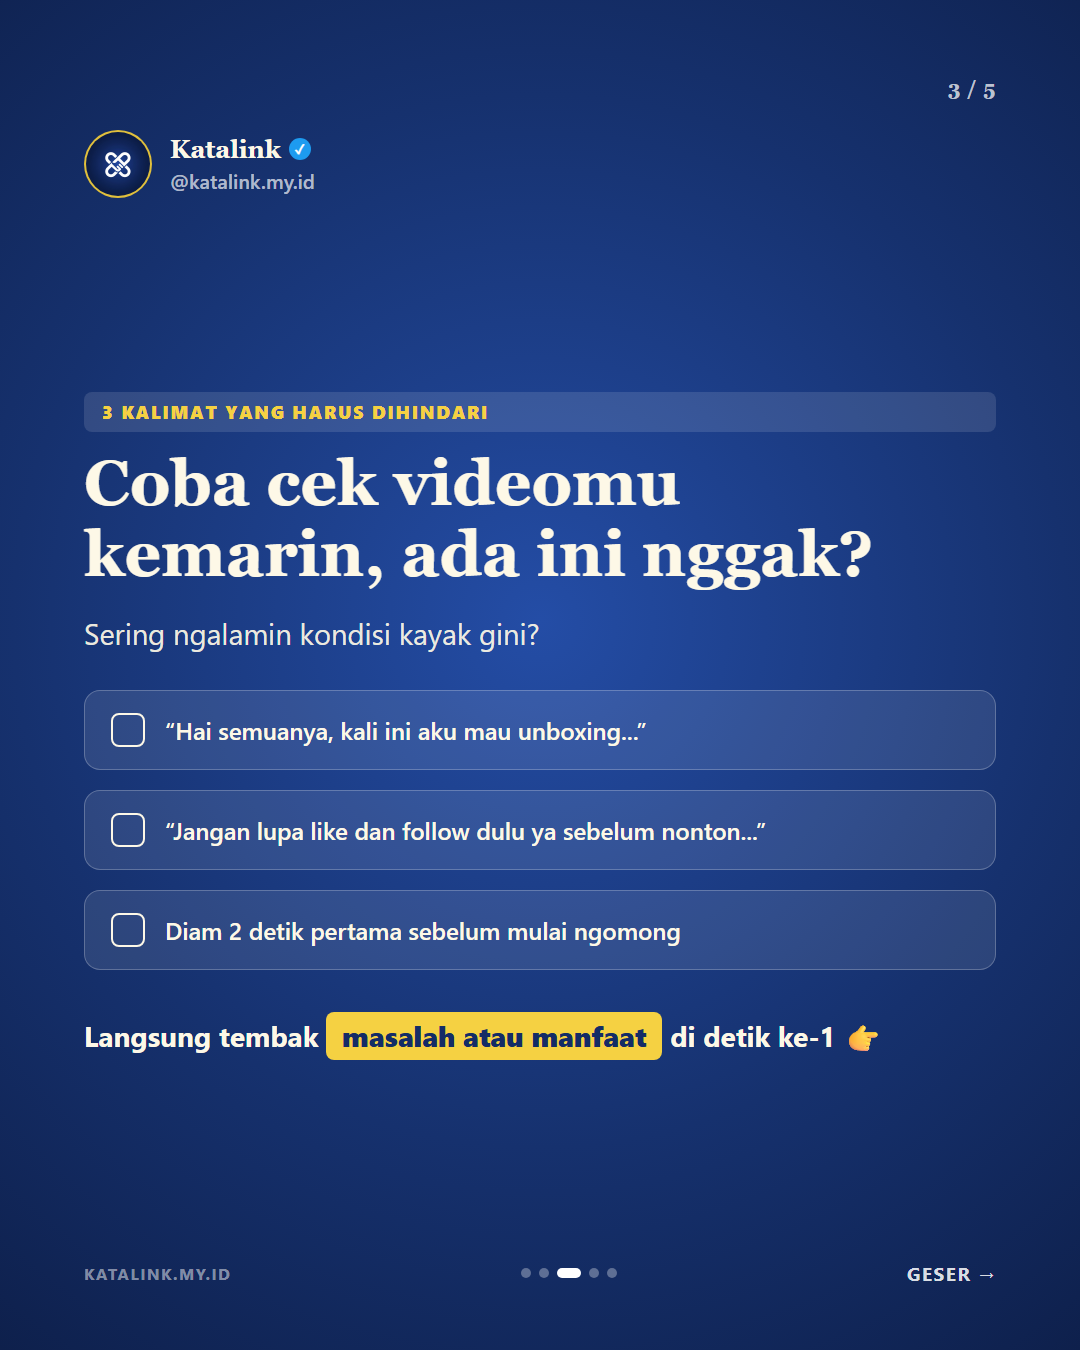 3 / 5
Katalink
@katalink.my.id
3 KALIMAT YANG HARUS DIHINDARI
Coba cek videomu
kemarin, ada ini nggak?
Sering ngalamin kondisi kayak gini?
“Hai semuanya, kali ini aku mau unboxing...”
“Jangan lupa like dan follow dulu ya sebelum nonton...”
Diam 2 detik pertama sebelum mulai ngomong
Langsung tembak masalah atau manfaat di detik ke-1 👉
KATALINK.MY.ID
GESER →